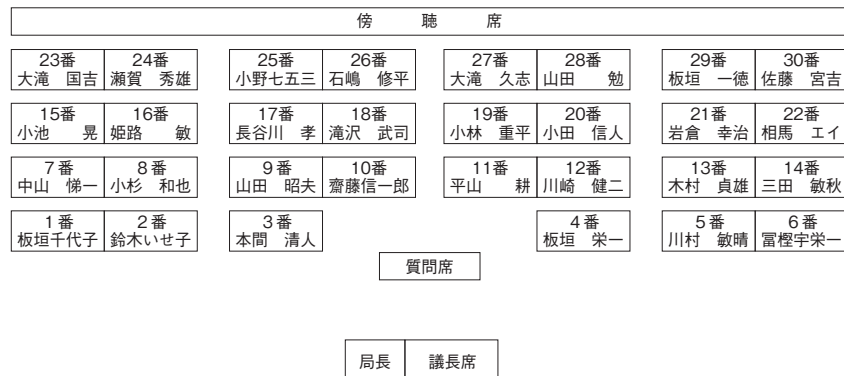 傍　聴　席
23番　24番　25番　26番　27番　28番　29番　30番
大滝　国吉　瀬賀　秀雄　小野七五三　石嶋　修平　大滝　久志　山田　　勉　板垣　一徳　佐藤　宮吉
15番　16番　17番　18番　19番　20番　21番　22番
小池　　晃　姫路　　敏　長谷川　孝　滝沢　武司　小林　重平　小田　信人　岩倉　幸治　相馬　エイ
7番　8番　9番　10番　11番　12番　13番　14番
中山　悌一　小杉　和也　山田　昭夫　齋藤信一郎　平山　　耕　川崎　健二　木村　貞雄　三田　敏秋
1番　2番　3番　4番　5番　6番
板垣千代子　鈴木いせ子　本間　清人　板垣　栄一　川村　敏晴　冨樫宇栄一
質問席
局長　議長席